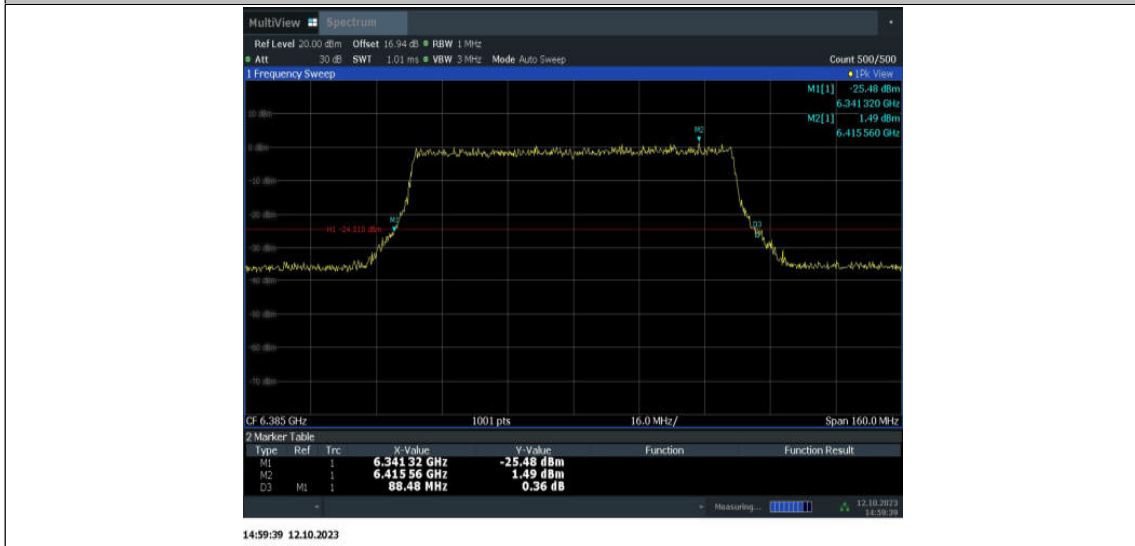 MultiView Spectrum
Ref Level 20.00 dBm Offset 16.94 dB RBW 1 MHz
Att 30 dB SWT 1.01 ms VBW 3 MHz Mode Auto Sweep Count 500/500
1 Frequency Sweep 1Pk View
M1[1] -25.48 dBm
6.341 320 GHz
M2[1] 1.49 dBm
6.415 560 GHz
10 dBm
M2
0 dBm
-10 dBm
-20 dBm
M1
D3
H1 -24.510 dBm
-30 dBm
-40 dBm
-50 dBm
-60 dBm
-70 dBm
CF 6.385 GHz 1001 pts 16.0 MHz/ Span 160.0 MHz
2 Marker Table
Type Ref Trc X-Value Y-Value Function Function Result
M1 1 6.341 32 GHz -25.48 dBm
M2 1 6.415 56 GHz 1.49 dBm
D3 M1 1 88.48 MHz 0.36 dB
Measuring... 12.10.2023
14:59:39
14:59:39 12.10.2023